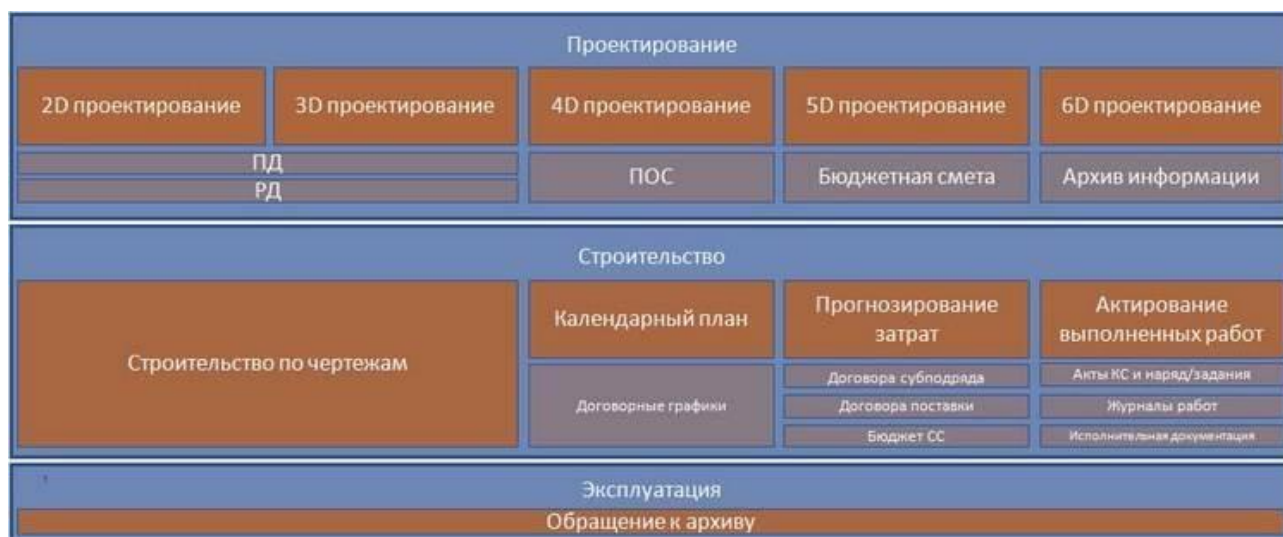 Проектирование
2D проектирование
3D проектирование
4D проектирование
5D проектирование
6D проектирование
ПД
РД
ПОС
Бюджетная смета
Архив информации
Строительство
Строительство по чертежам
Календарный план
Договорные графики
Прогнозирование
затрат
Договора субподряда
Договора поставки
Бюджет СС
Актирование
выполненных работ
Акты КС и наряд/задания
Журналы работ
Исполнительная документация
Эксплуатация
Обращение к архиву